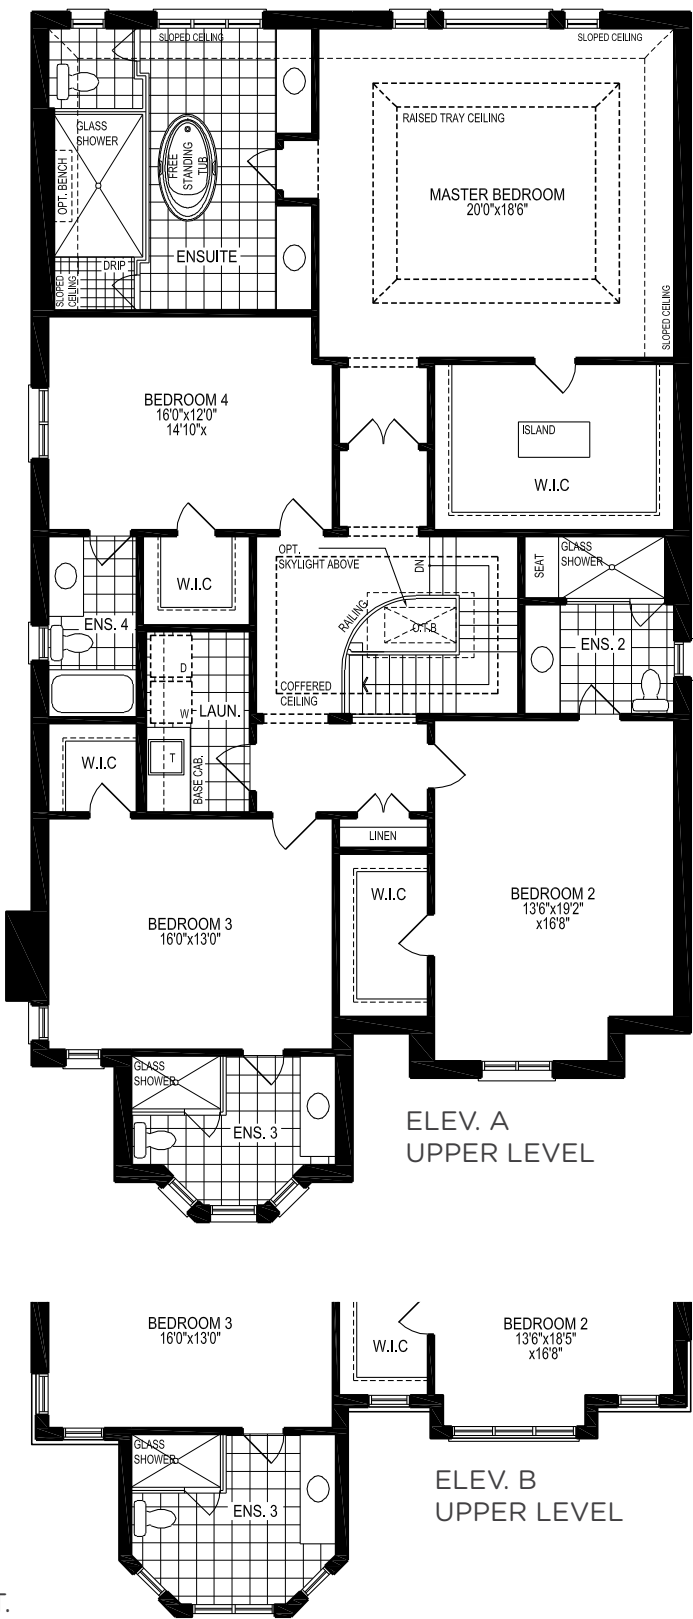 SLOPED CEILING
SLOPED CEILING
GLASS
SHOWER
OPT. BENCH
FREE
STANDING
TUB
RAISED TRAY CEILING
MASTER BEDROOM
20'0"x18'6"
ENSUITE
DRIP
SLOPED
CEILING
SLOPED CEILING
BEDROOM 4
16'0"x12'0"
14'10"x
ISLAND
W.I.C
OPT.
SKYLIGHT ABOVE
DN
SEAT
GLASS
SHOWER
W.I.C
ENS. 4
RAILING
O.T.B
ENS. 2
D
W
LAUN.
COFFERED
CEILING
W.I.C
T
BASE CAB.
LINEN
W.I.C
BEDROOM 2
13'6"x19'2"
x16'8"
BEDROOM 3
16'0"x13'0"
GLASS
SHOWER
ENS. 3
ELEV. A
UPPER LEVEL
BEDROOM 3
16'0"x13'0"
W.I.C
BEDROOM 2
13'6"x18'5"
x16'8"
GLASS
SHOWER
ENS. 3
ELEV. B
UPPER LEVEL